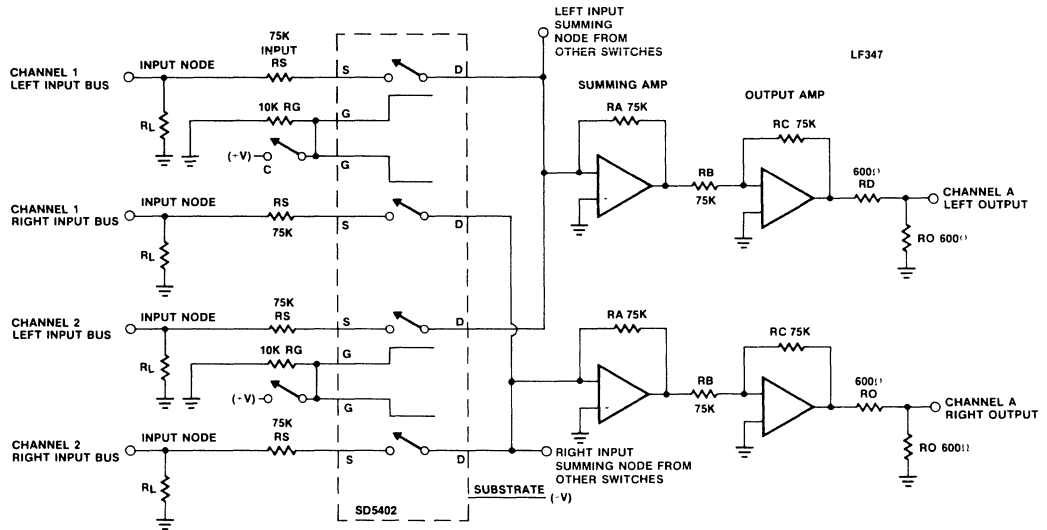 LEFT INPUT
SUMMING
NODE FROM
OTHER SWITCHES
LF347
75K
INPUT
RS
CHANNEL 1
LEFT INPUT BUS
INPUT NODE
S
D
SUMMING AMP
OUTPUT AMP
RL
10K RG
G
(+V)
C
G
RA 75K
RC 75K
RB
75K
600Ω
RD
CHANNEL A
LEFT OUTPUT
RO 600Ω
CHANNEL 1
RIGHT INPUT BUS
INPUT NODE
RS
75K
S
D
RL
CHANNEL 2
LEFT INPUT BUS
INPUT NODE
75K
RS
S
D
RL
10K RG
G
(-V)
C
G
RA 75K
RC 75K
RB
75K
600Ω
RO
CHANNEL A
RIGHT OUTPUT
RO 600Ω
CHANNEL 2
RIGHT INPUT BUS
INPUT NODE
75K
RS
S
D
RL
RIGHT INPUT
SUMMING NODE FROM
OTHER SWITCHES
SUBSTRATE (-V)
SD5402